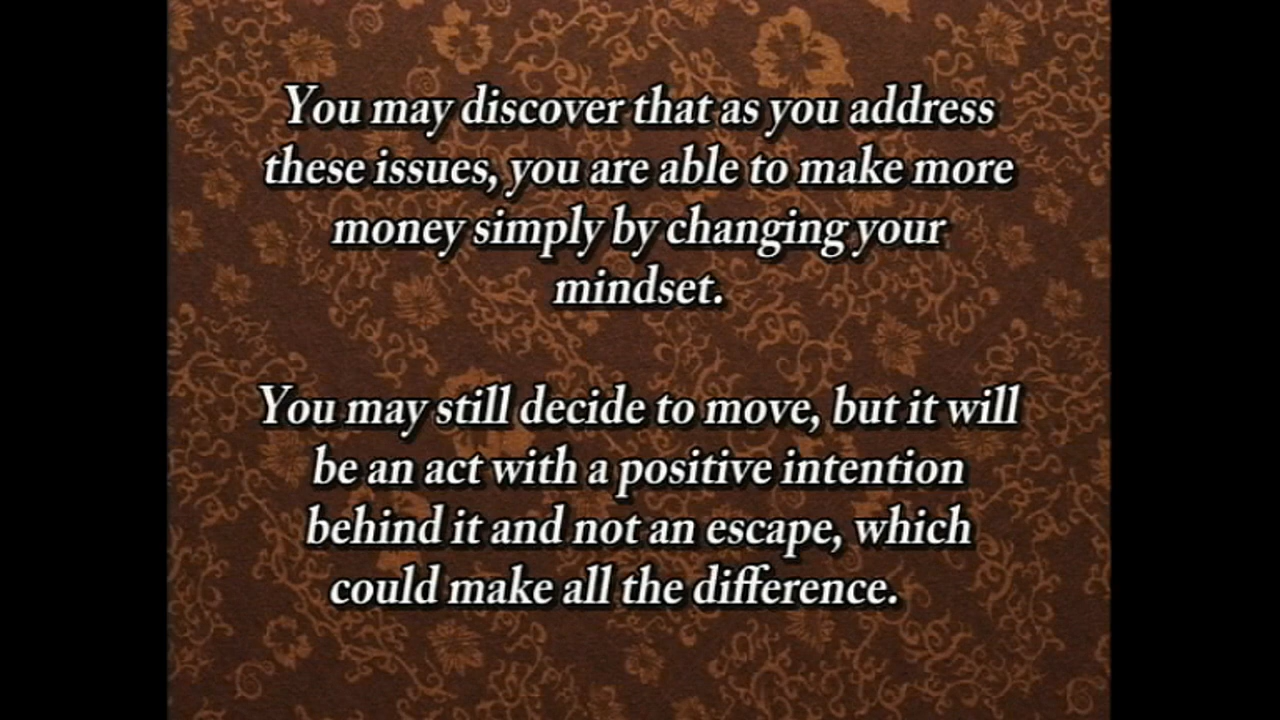 You may discover that as you address
these issues, you are able to make more
money simply by changing your
mindset.
You may still decide to move, but it will
be an act with a positive intention
behind it and not an escape, which
could make all the difference.